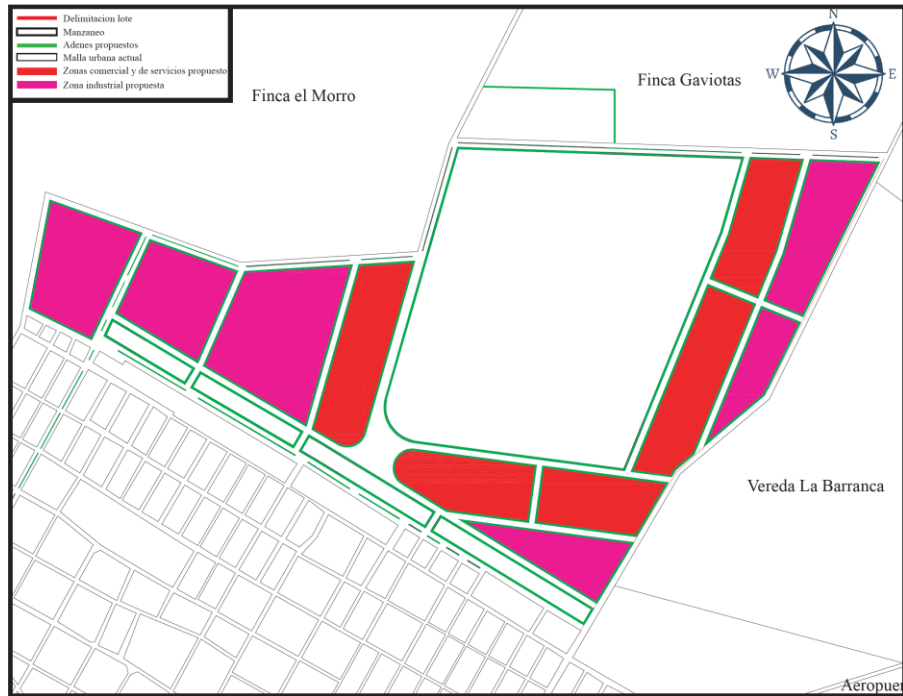 Delimitacion lote
Manzaneo
Adenes propuestos
Malla urbana actual
Zonas comercial y de servicios propuesto
Zona industrial propuesta
Finca el Morro
Finca Gaviotas
N
W
E
S
Vereda La Barranca
Aeropuer